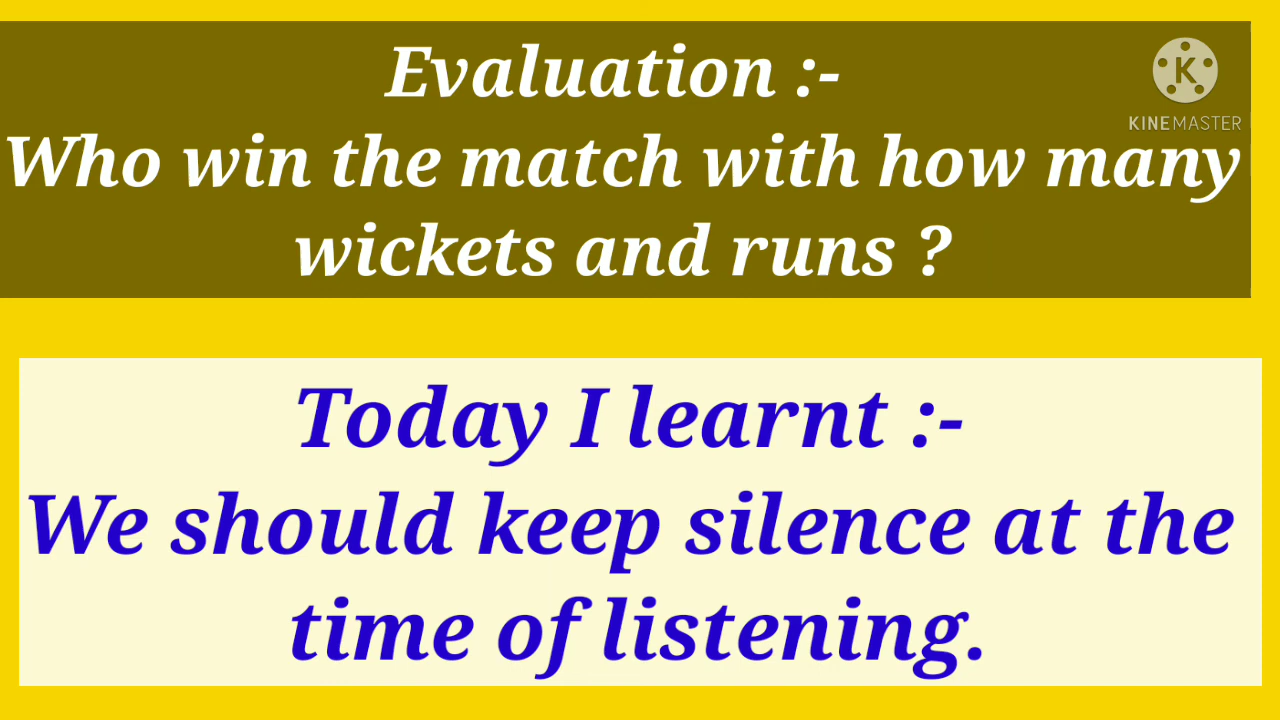 Evaluation :-
K
KINEMASTER
Who win the match with how many
wickets and runs ?
Today I learnt :-
We should keep silence at the
time of listening.